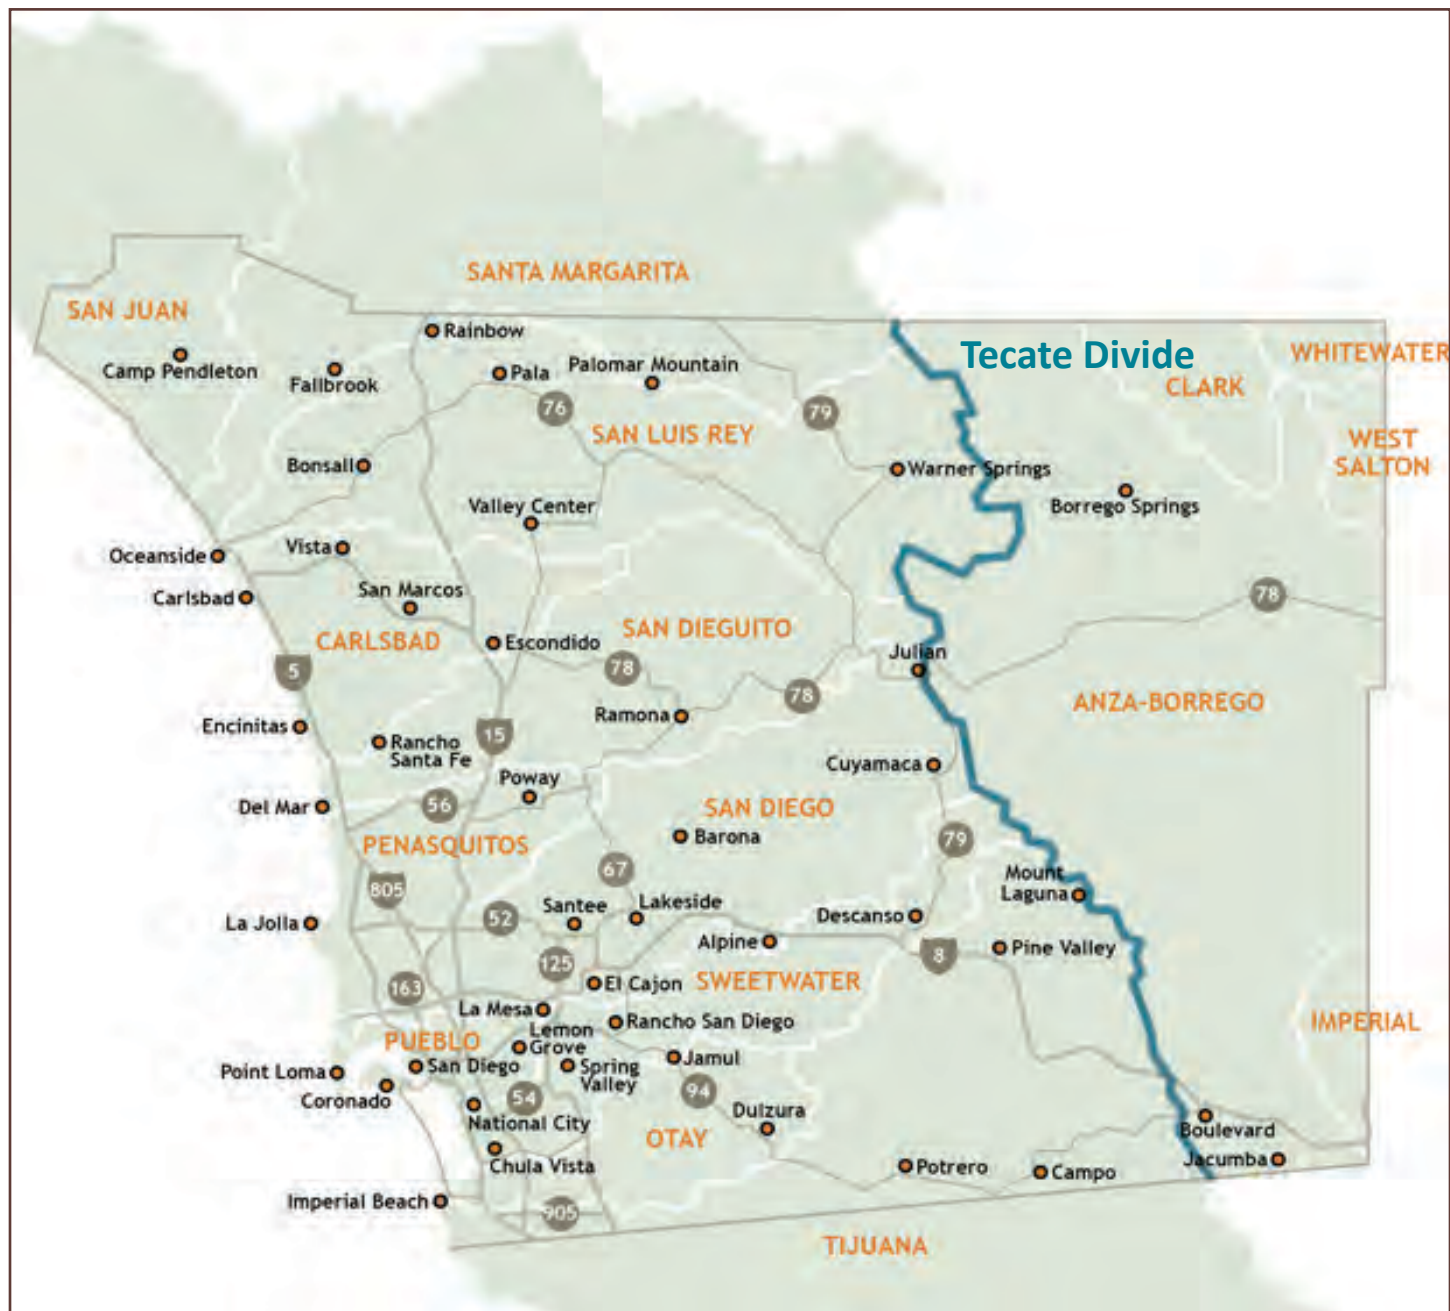 SANTA MARGARITA
SAN JUAN
Rainbow
Tecate Divide
WHITEWATER
Camp Pendleton
Fallbrook
Pala
Palomar Mountain
CLARK
76
79
SAN LUIS REY
WEST
SALTON
Bonsall
Warner Springs
Valley Center
Borrego Springs
Oceanside
Vista
Carlsbad
San Marcos
78
CARLSBAD
Escondido
SAN DIEGUITO
Julian
5
78
78
ANZA-BORREGO
Encinitas
Ramona
15
Rancho
Santa Fe
Cuyamaca
Poway
Del Mar
56
SAN DIEGO
PENASQUITOS
Barona
79
67
805
Mount
Laguna
La Jolla
52
Santee
Lakeside
Descanso
Alpine
8
Pine Valley
125
163
El Cajon
SWEETWATER
La Mesa
Rancho San Diego
IMPERIAL
PUEBLO
Lemon
Grove
Point Loma
San Diego
Spring
Valley
Jamul
Coronado
54
94
National City
Dulzura
Boulevard
OTAY
Chula Vista
Potrero
Campo
Jacumba
Imperial Beach
905
TIJUANA